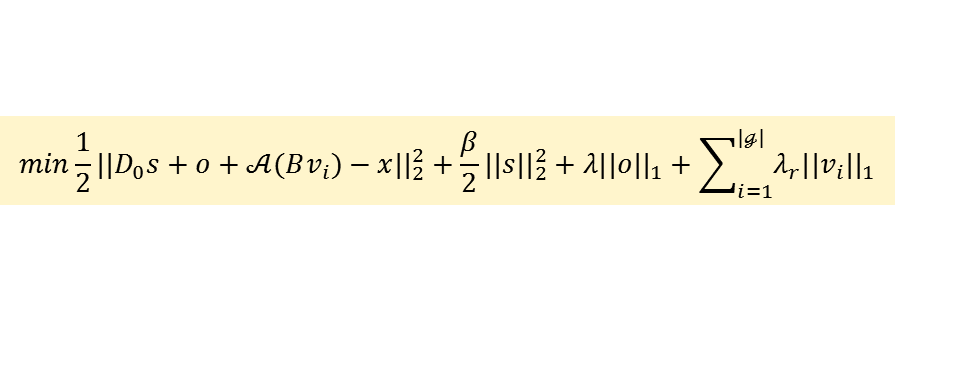 min 1/2 ||D₀s + o + 𝒜(Bvᵢ) − x||₂² + β/2 ||s||₂² + λ||o||₁ + ∑ᵢ₌₁^|ℊ| λᵣ||vᵢ||₁